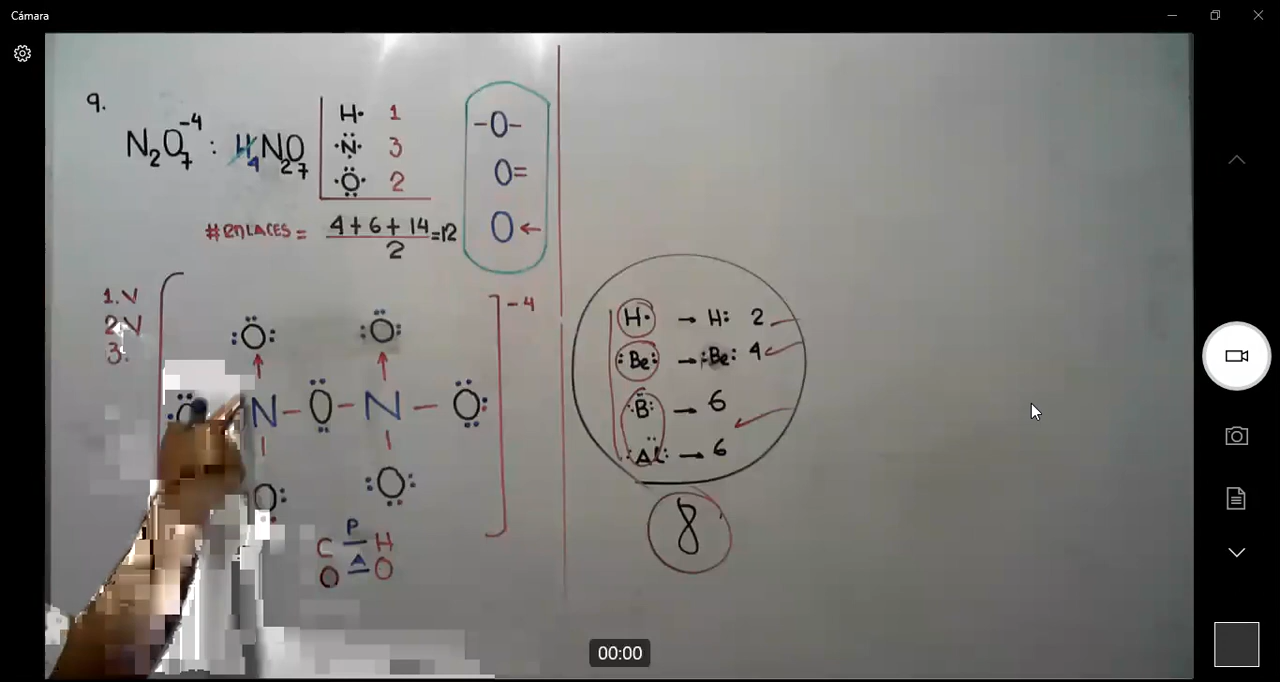 Cámara
9.
N₂O₇⁻⁴ : H₄N₂O₇
H· 1
·N· 3
·O· 2
#ENLACES = 4 + 6 + 14 = 12
2
-O-
O=
O←
1. V
2. V
3.
-4
:O: :O:
N - O - N - O:
O: :O:
C P H
O A O
H· → H: 2
:Be: → :Be: 4
B: → 6
:Al: → 6
8
00:00